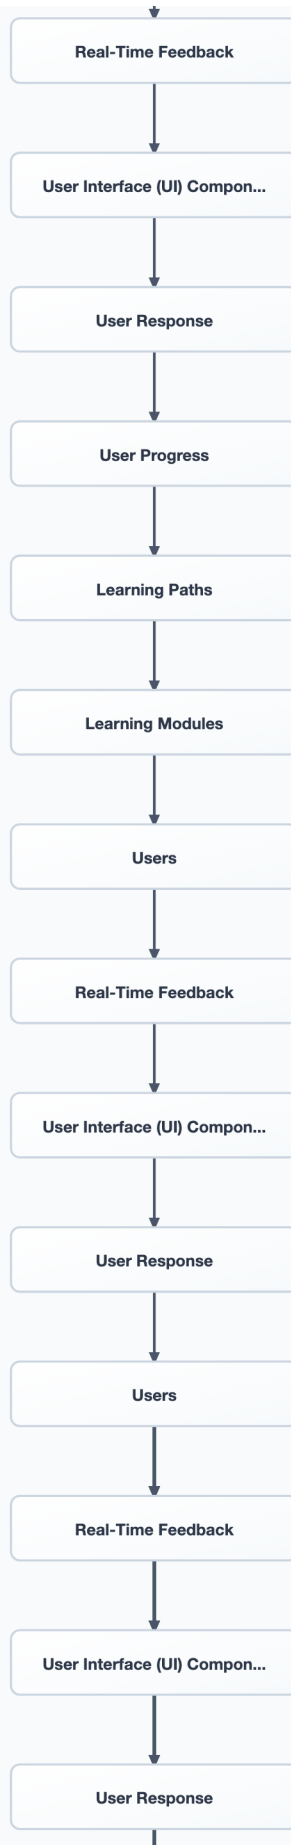 Real-Time Feedback
User Interface (UI) Compon...
User Response
User Progress
Learning Paths
Learning Modules
Users
Real-Time Feedback
User Interface (UI) Compon...
User Response
Users
Real-Time Feedback
User Interface (UI) Compon...
User Response